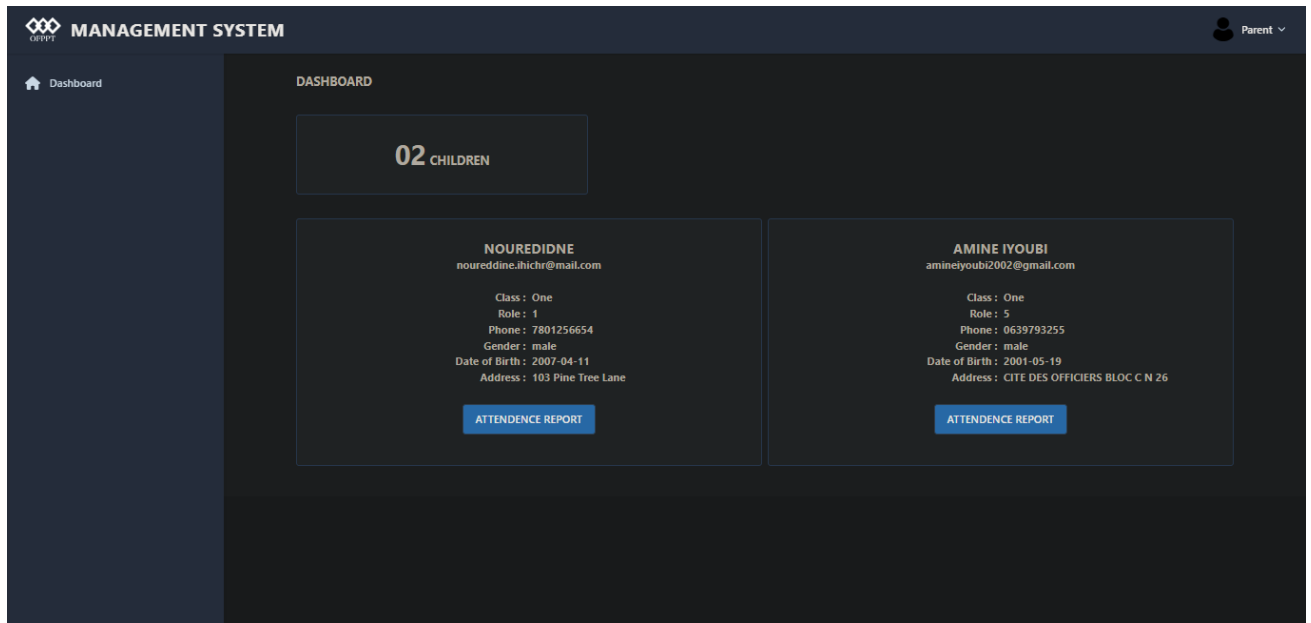 OFPPT
MANAGEMENT SYSTEM
Parent
Dashboard
DASHBOARD
02 CHILDREN
NOUREDIDNE
noureddine.ihichr@mail.com
Class : One
Role : 1
Phone : 7801256654
Gender : male
Date of Birth : 2007-04-11
Address : 103 Pine Tree Lane
ATTENDENCE REPORT
AMINE IYOUBI
amineiyoubi2002@gmail.com
Class : One
Role : 5
Phone : 0639793255
Gender : male
Date of Birth : 2001-05-19
Address : CITE DES OFFICIERS BLOC C N 26
ATTENDENCE REPORT